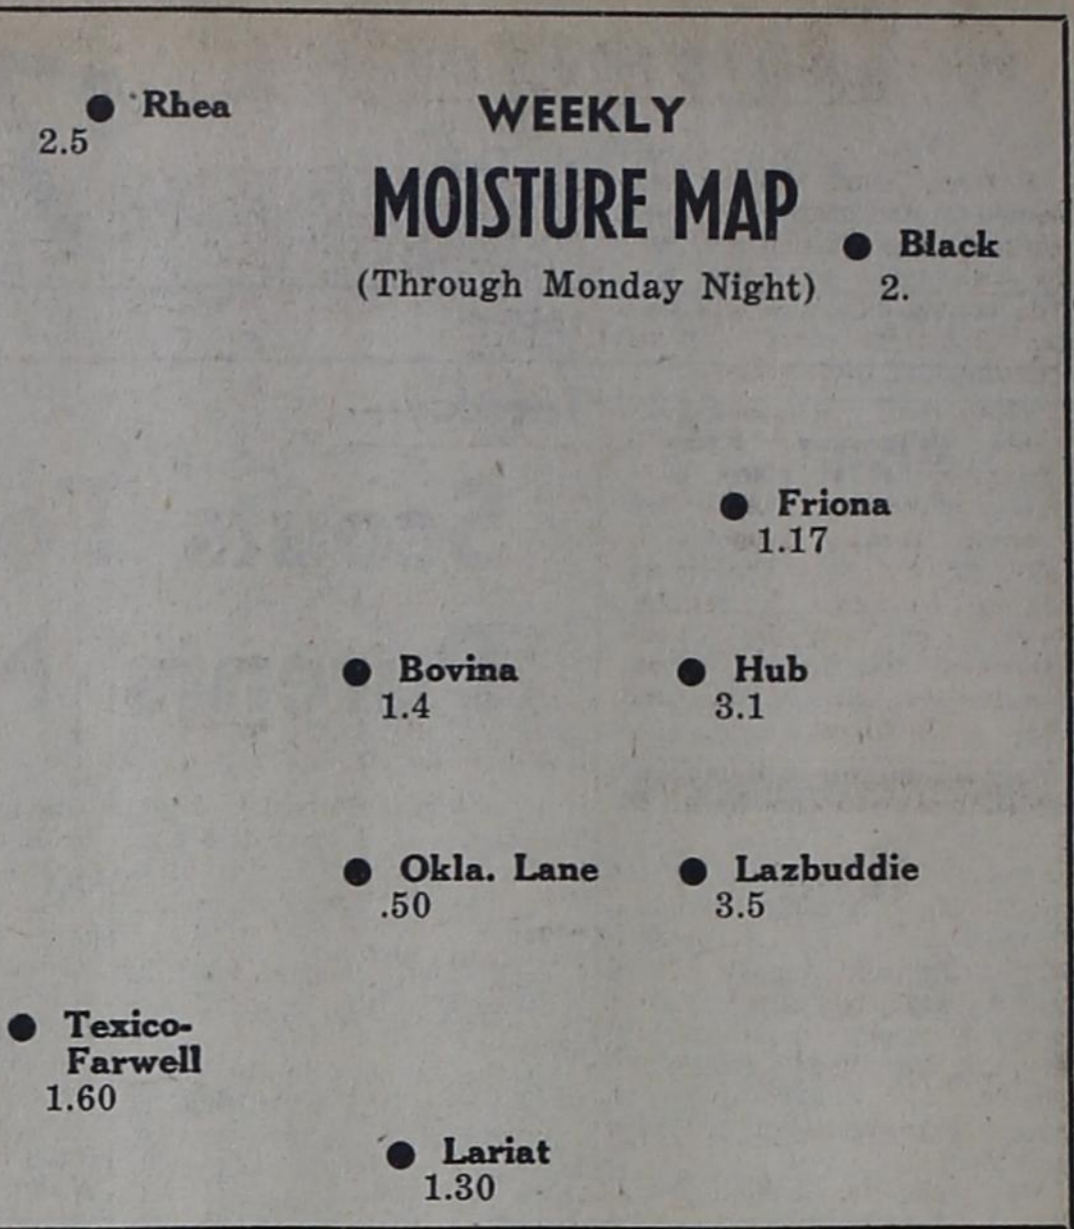 Rhea
2.5
WEEKLY
MOISTURE MAP
(Through Monday Night)
Black
2.
Friona
1.17
Bovina
1.4
Hub
3.1
Okla. Lane
.50
Lazbuddie
3.5
Texico-
Farwell
1.60
Lariat
1.30